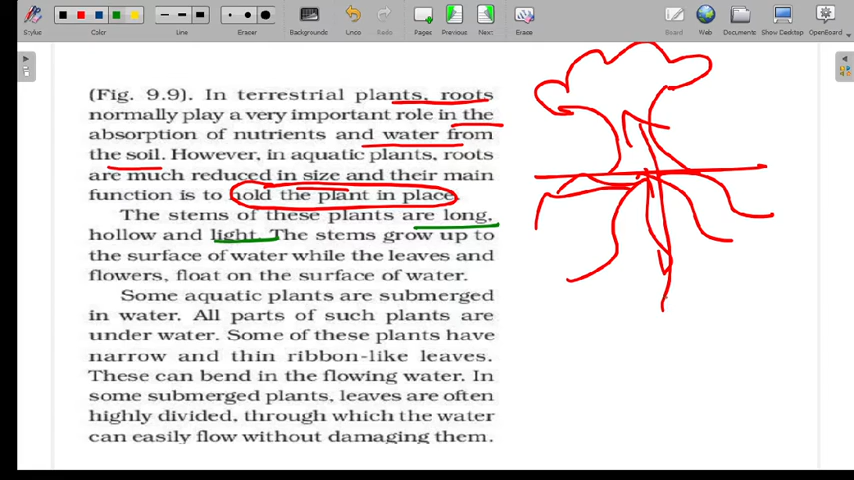 Stylus
Color
Line
Eraser
Backgrounds
Undo
Redo
Pages
Previous
Next
Erase
Board
Web
Documents
Show Desktop
OpenBoard
(Fig. 9.9). In terrestrial plants, roots
normally play a very important role in the
absorption of nutrients and water from
the soil. However, in aquatic plants, roots
are much reduced in size and their main
function is to hold the plant in place.
The stems of these plants are long,
hollow and light. The stems grow up to
the surface of water while the leaves and
flowers, float on the surface of water.
Some aquatic plants are submerged
in water. All parts of such plants are
under water. Some of these plants have
narrow and thin ribbon-like leaves.
These can bend in the flowing water. In
some submerged plants, leaves are often
highly divided, through which the water
can easily flow without damaging them.